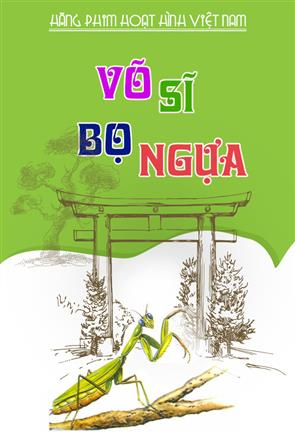 HÃNG PHIM HOẠT HÌNH VIỆT NAM
VÕ SĨ
BỌ NGỰA